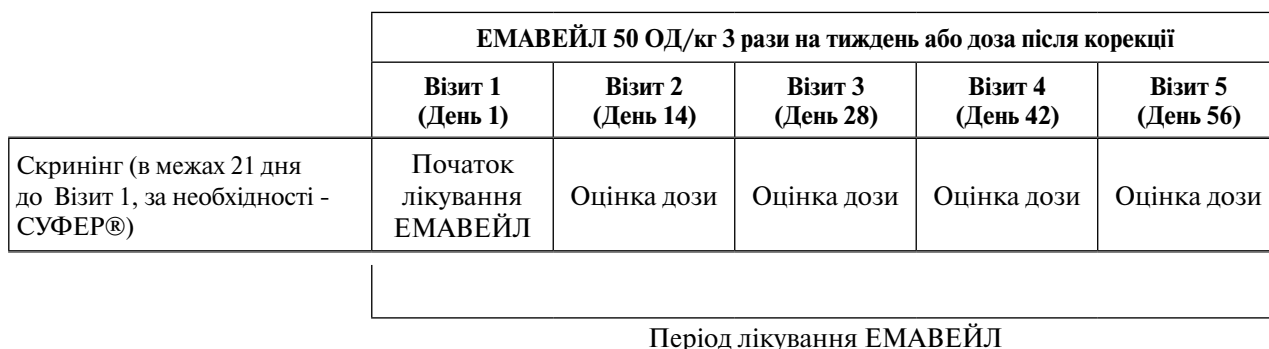 ЕМАВЕЙЛ 50 ОД/кг 3 рази на тиждень або доза після корекції
Візит 1
(День 1)
Візит 2
(День 14)
Візит 3
(День 28)
Візит 4
(День 42)
Візит 5
(День 56)
Скринінг (в межах 21 дня
до Візит 1, за необхідності -
СУФЕР®)
Початок
лікування
ЕМАВЕЙЛ
Оцінка дози
Оцінка дози
Оцінка дози
Оцінка дози
Період лікування ЕМАВЕЙЛ